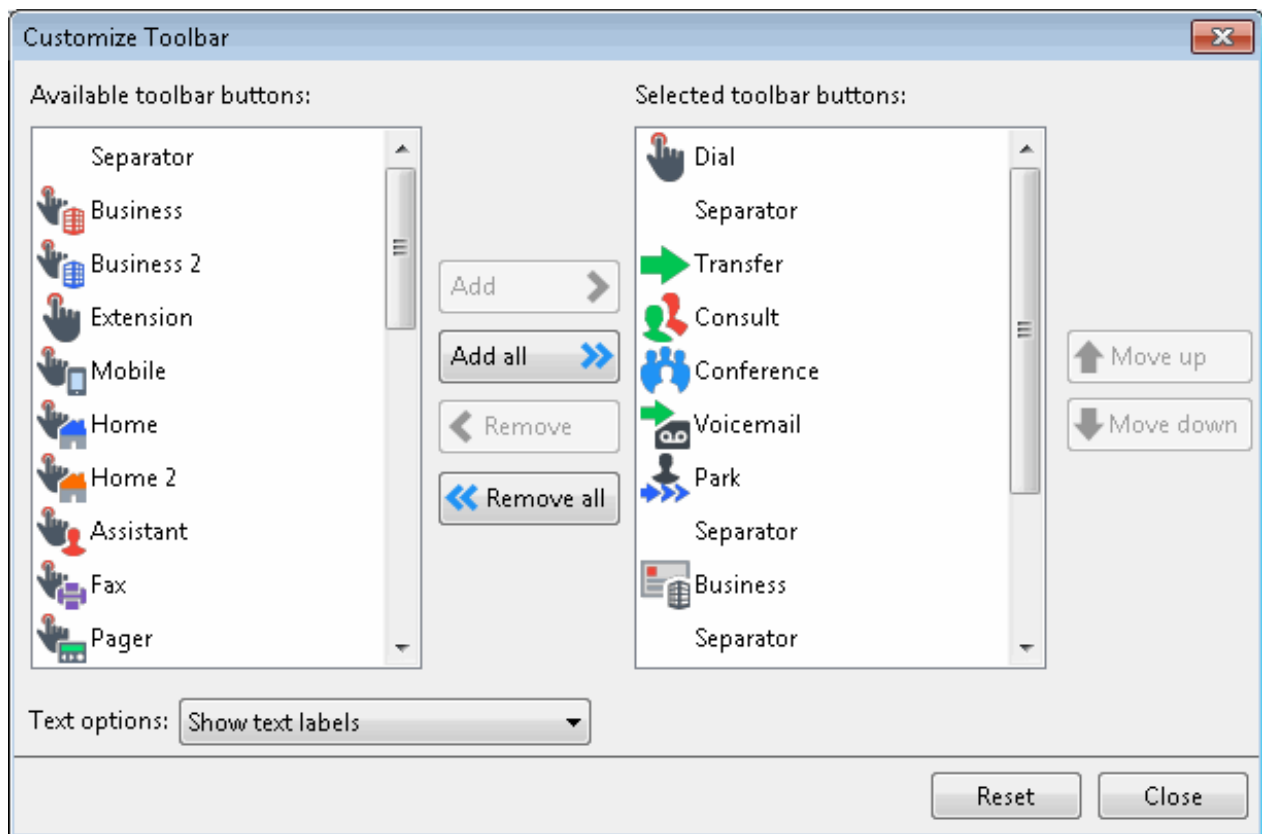 Customize Toolbar
Available toolbar buttons:
Separator
Business
Business 2
Extension
Mobile
Home
Home 2
Assistant
Fax
Pager
Add
Add all
Remove
Remove all
Selected toolbar buttons:
Dial
Separator
Transfer
Consult
Conference
Voicemail
Park
Separator
Business
Separator
Move up
Move down
Text options: Show text labels
Reset Close